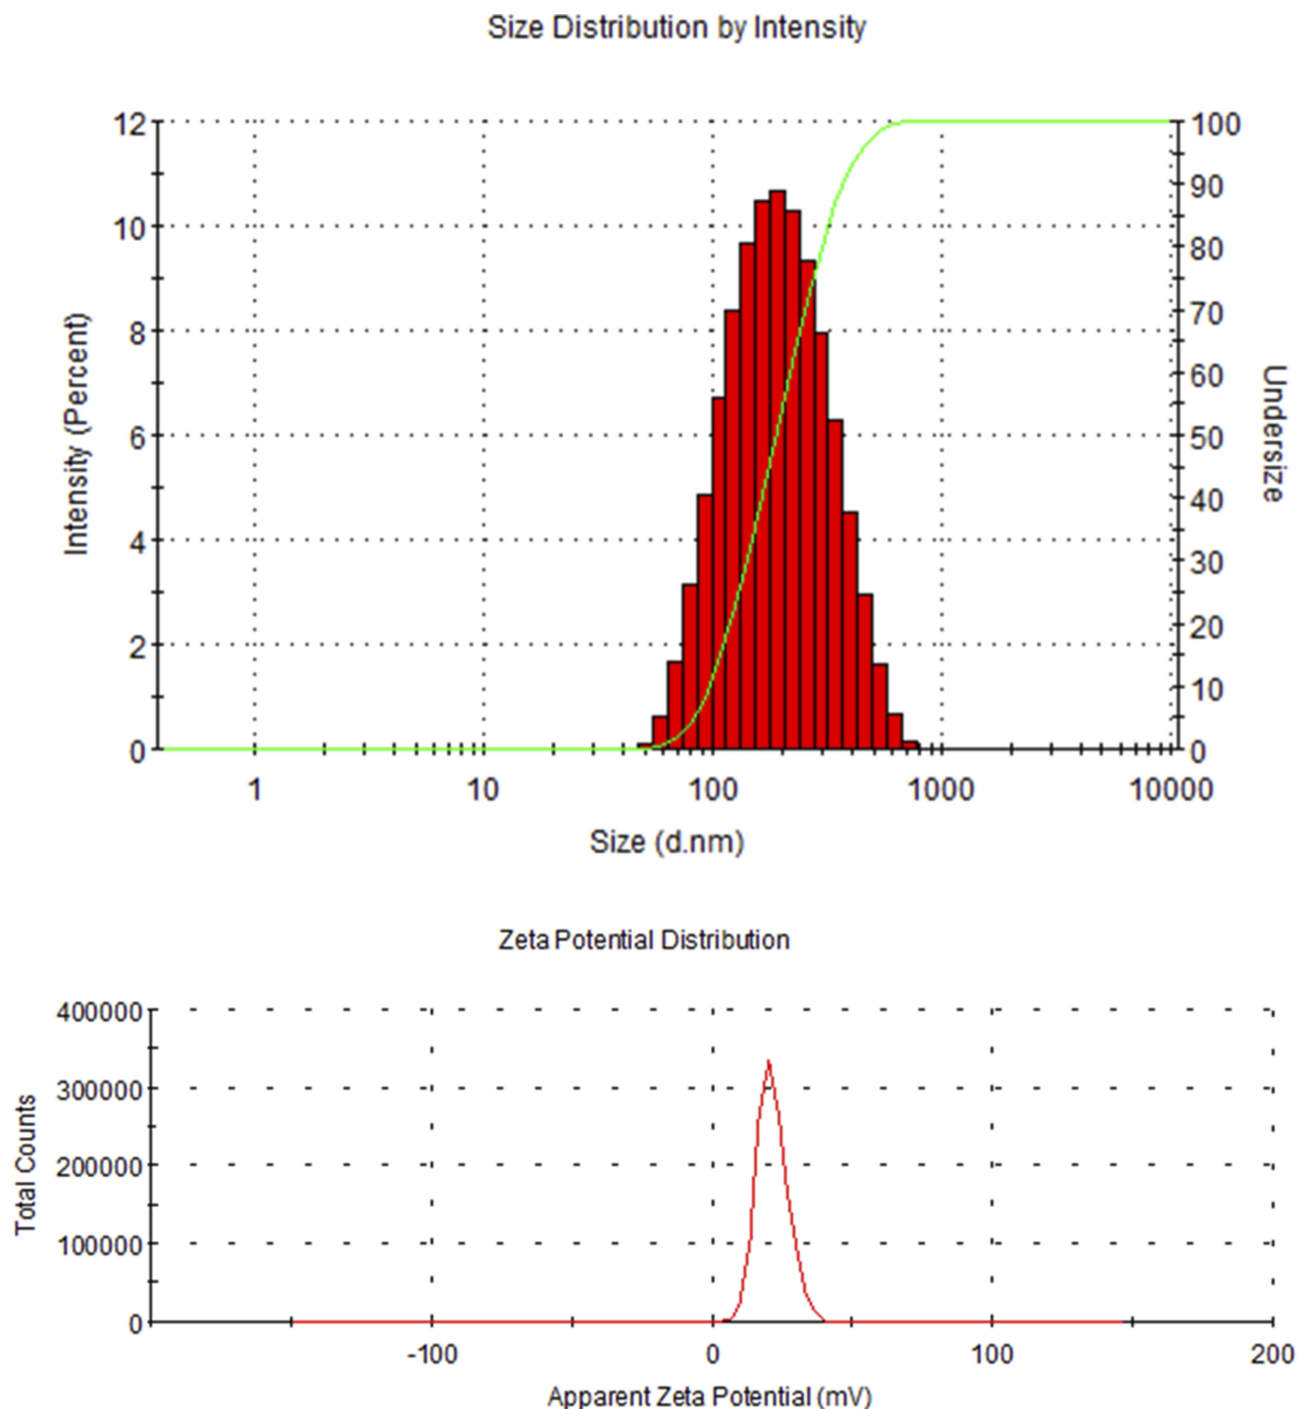 Size Distribution by Intensity
12
10
8
6
4
2
0
Intensity (Percent)
100
90
80
70
60
50
40
30
20
10
0
Undersize
1 10 100 1000 10000
Size (d.nm)
Zeta Potential Distribution
400000
300000
200000
100000
0
Total Counts
-100 0 100 200
Apparent Zeta Potential (mV)